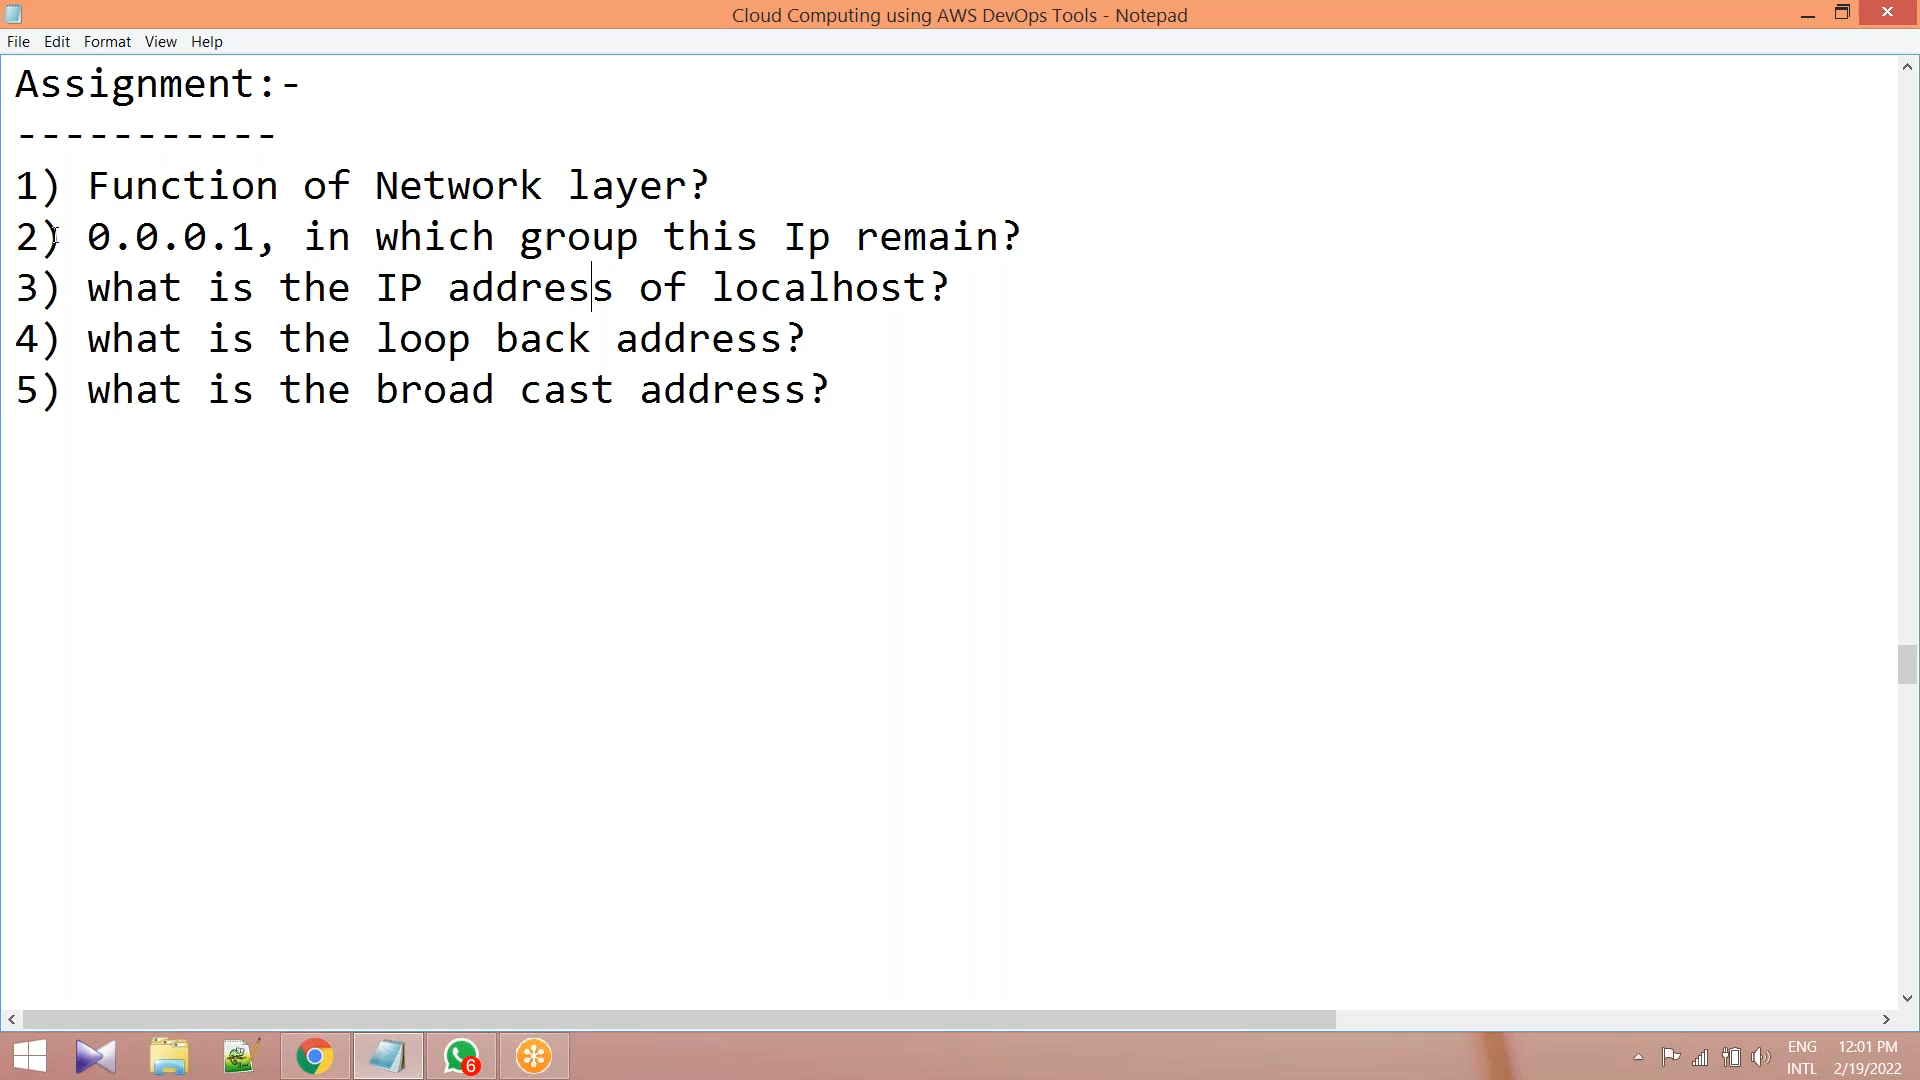 Cloud Computing using AWS DevOps Tools - Notepad
File Edit Format View Help
Assignment:-
-----------
1) Function of Network layer?
2) 0.0.0.1, in which group this Ip remain?
3) what is the IP address of localhost?
4) what is the loop back address?
5) what is the broad cast address?
6
ENG 12:01 PM
INTL 2/19/2022